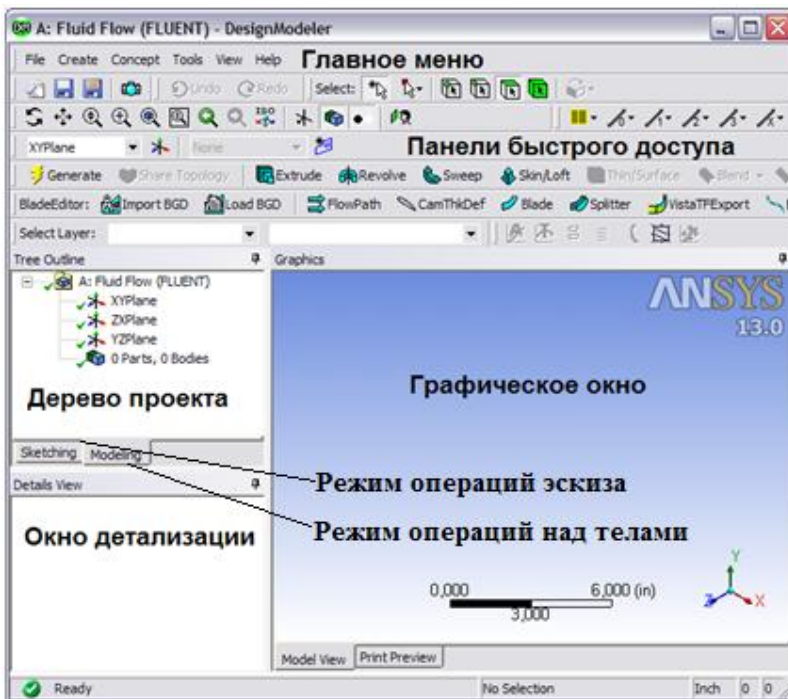 A: Fluid Flow (FLUENT) - DesignModeler
File Create Concept Tools View Help Главное меню
Undo Redo Select:
XYPlane None Панели быстрого доступа
Generate Share Topology Extrude Revolve Sweep Skin/Loft Thin/Surface Blend
BladeEditor: Import BGD Load BGD FlowPath CamThkDef Blade Splitter VistaTFExport
Select Layer:
Tree Outline Graphics
A: Fluid Flow (FLUENT)
XYPlane
ZXPlane
YZPlane
0 Parts, 0 Bodies
ANSYS
13.0
Дерево проекта
Графическое окно
Sketching Modeling
Details View
Режим операций эскиза
Окно детализации
Режим операций над телами
0,000 6,000 (in)
3,000
Y
Z X
Model View Print Preview
Ready No Selection Inch 0 0